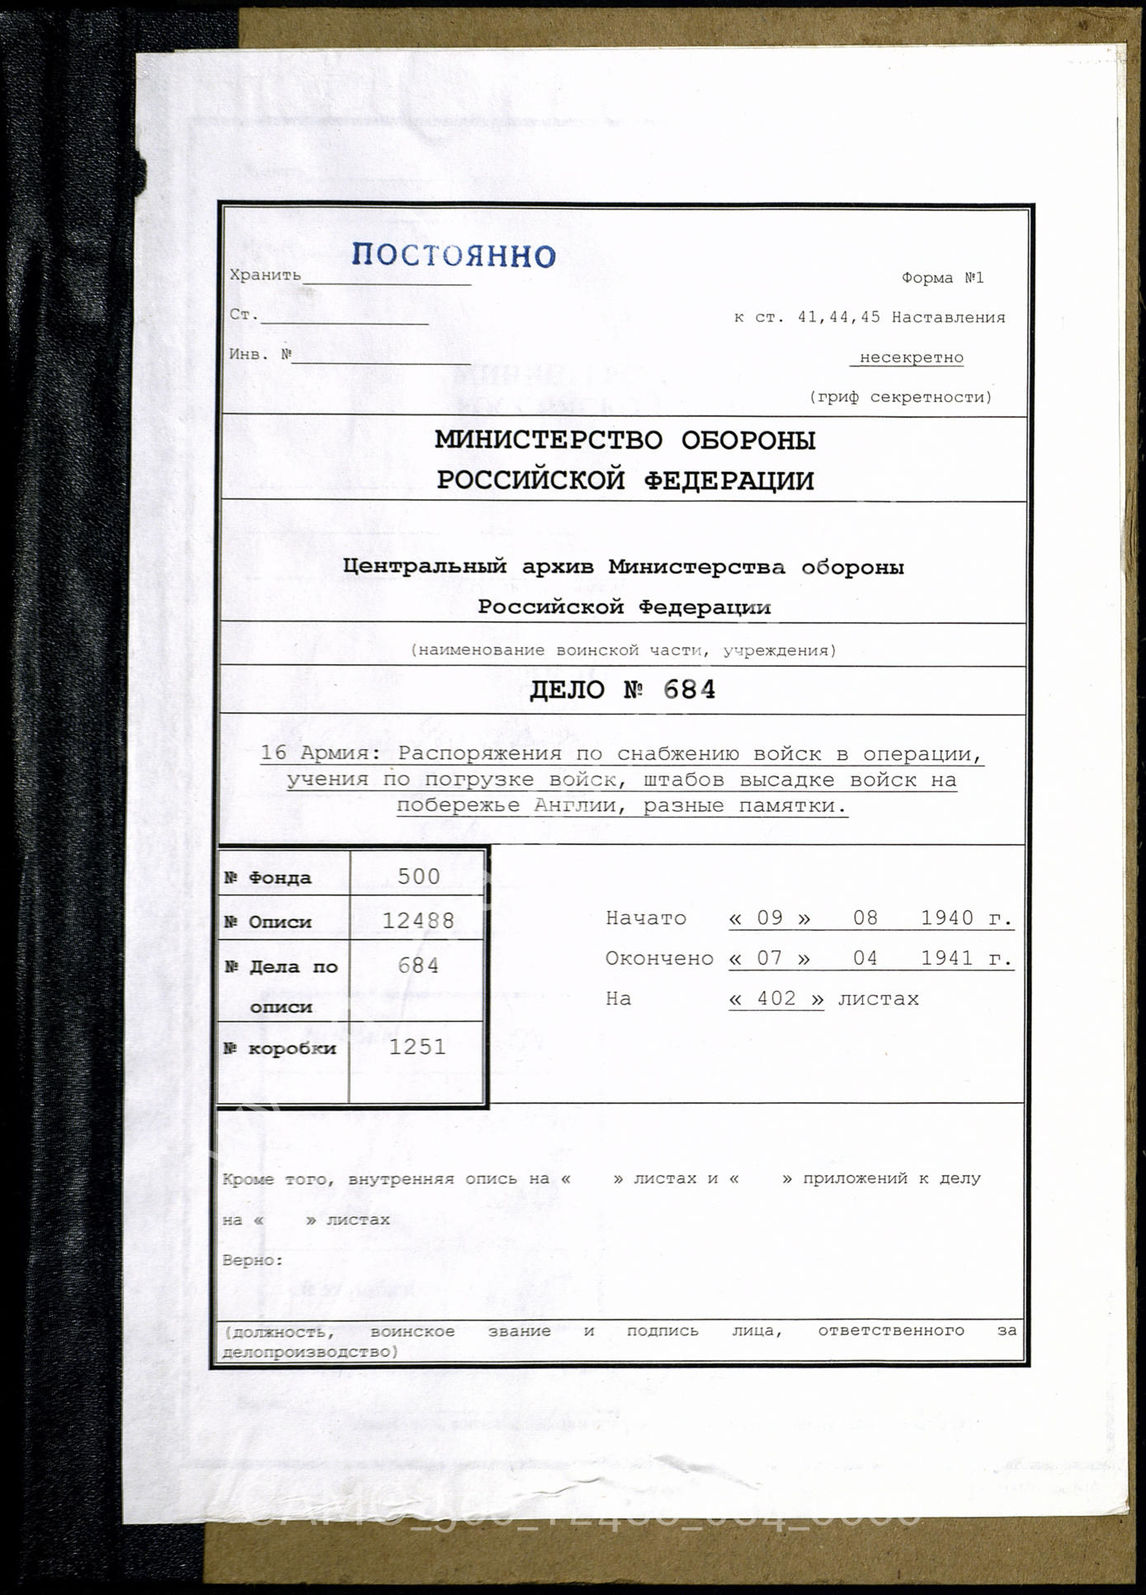 ПОСТОЯННО
Хранить
Форма №1
Ст.
к ст. 41,44,45 Наставления
Инв. №
несекретно
(гриф секретности)
МИНИСТЕРСТВО ОБОРОНЫ
РОССИЙСКОЙ ФЕДЕРАЦИИ
Центральный архив Министерства обороны
Российской Федерации
(наименование воинской части, учреждения)
ДЕЛО № 684
16 Армия: Распоряжения по снабжению войск в операции,
учения по погрузке войск, штабов высадке войск на
побережье Англии, разные памятки.
№ Фонда 500
№ Описи 12488
№ Дела по 684
описи
№ коробки 1251
Начато « 09 » 08 1940 г.
Окончено « 07 » 04 1941 г.
На « 402 » листах
Кроме того, внутренняя опись на « » листах и « » приложений к делу
на « » листах
Верно:
(должность, воинское звание и подпись лица, ответственного за
делопроизводство)